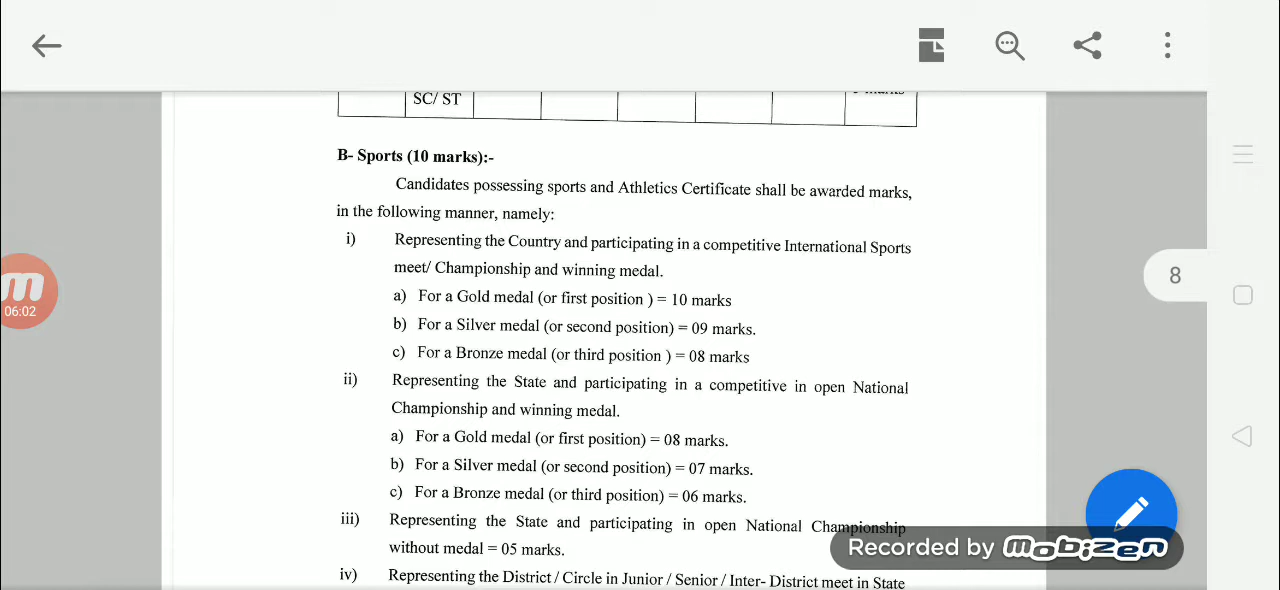 SC/ ST
B- Sports (10 marks):-
Candidates possessing sports and Athletics Certificate shall be awarded marks,
in the following manner, namely:
i) Representing the Country and participating in a competitive International Sports
meet/ Championship and winning medal.
a) For a Gold medal (or first position ) = 10 marks
b) For a Silver medal (or second position) = 09 marks.
c) For a Bronze medal (or third position ) = 08 marks
ii) Representing the State and participating in a competitive in open National
Championship and winning medal.
a) For a Gold medal (or first position) = 08 marks.
b) For a Silver medal (or second position) = 07 marks.
c) For a Bronze medal (or third position) = 06 marks.
iii) Representing the State and participating in open National Championship
without medal = 05 marks.
iv) Representing the District / Circle in Junior / Senior / Inter- District meet in State
8
m
06:02
Recorded by Mobizen